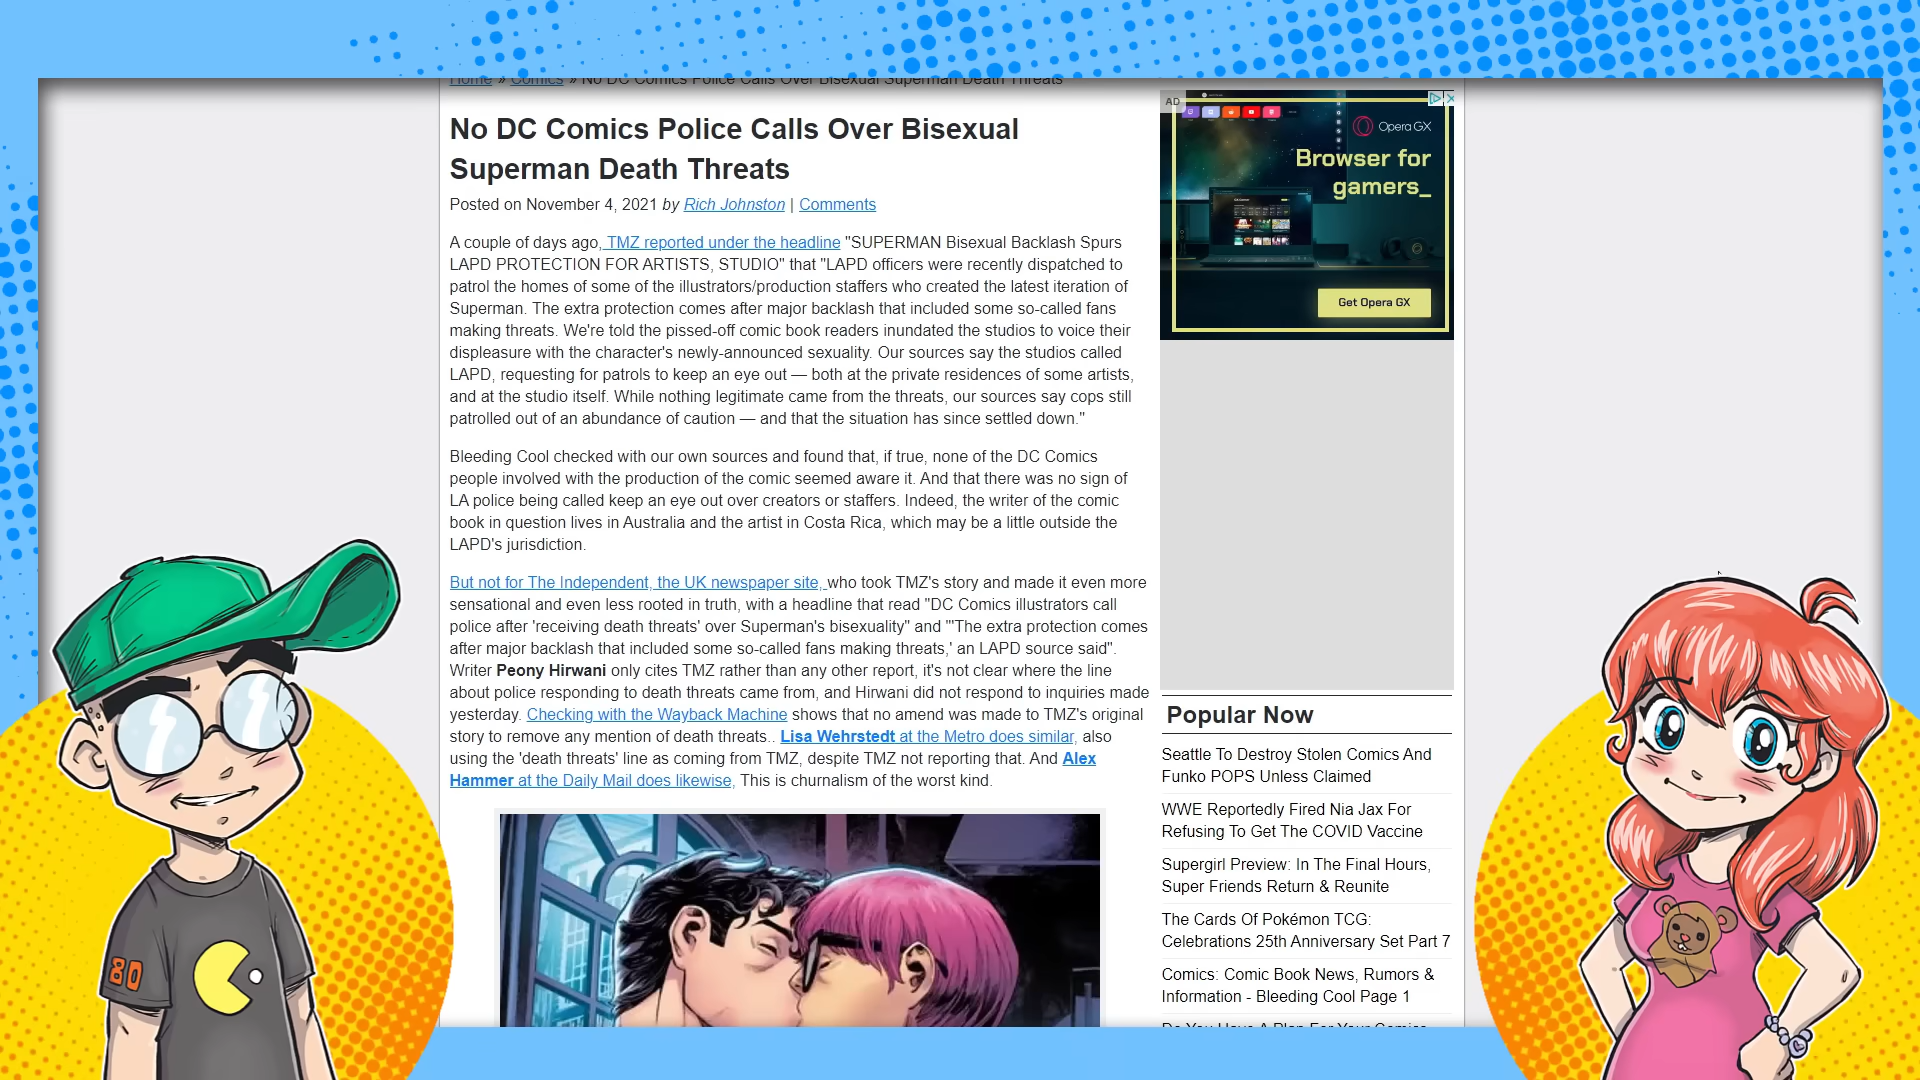 Home » Comics » No DC Comics Police Calls Over Bisexual Superman Death Threats
No DC Comics Police Calls Over Bisexual
Superman Death Threats
Posted on November 4, 2021 by Rich Johnston | Comments
A couple of days ago, TMZ reported under the headline "SUPERMAN Bisexual Backlash Spurs
LAPD PROTECTION FOR ARTISTS, STUDIO" that "LAPD officers were recently dispatched to
patrol the homes of some of the illustrators/production staffers who created the latest iteration of
Superman. The extra protection comes after major backlash that included some so-called fans
making threats. We're told the pissed-off comic book readers inundated the studios to voice their
displeasure with the character's newly-announced sexuality. Our sources say the studios called
LAPD, requesting for patrols to keep an eye out — both at the private residences of some artists,
and at the studio itself. While nothing legitimate came from the threats, our sources say cops still
patrolled out of an abundance of caution — and that the situation has since settled down."
Bleeding Cool checked with our own sources and found that, if true, none of the DC Comics
people involved with the production of the comic seemed aware it. And that there was no sign of
LA police being called keep an eye out over creators or staffers. Indeed, the writer of the comic
book in question lives in Australia and the artist in Costa Rica, which may be a little outside the
LAPD's jurisdiction.
But not for The Independent, the UK newspaper site, who took TMZ's story and made it even more
sensational and even less rooted in truth, with a headline that read "DC Comics illustrators call
police after 'receiving death threats' over Superman's bisexuality" and "'The extra protection comes
after major backlash that included some so-called fans making threats,' an LAPD source said".
Writer Peony Hirwani only cites TMZ rather than any other report, it's not clear where the line
about police responding to death threats came from, and Hirwani did not respond to inquiries made
yesterday. Checking with the Wayback Machine shows that no amend was made to TMZ's original
story to remove any mention of death threats.. Lisa Wehrstedt at the Metro does similar, also
using the 'death threats' line as coming from TMZ, despite TMZ not reporting that. And Alex
Hammer at the Daily Mail does likewise, This is churnalism of the worst kind.
AD
Opera GX
Browser for
gamers_
Get Opera GX
Popular Now
Seattle To Destroy Stolen Comics And
Funko POPS Unless Claimed
WWE Reportedly Fired Nia Jax For
Refusing To Get The COVID Vaccine
Supergirl Preview: In The Final Hours,
Super Friends Return & Reunite
The Cards Of Pokémon TCG:
Celebrations 25th Anniversary Set Part 7
Comics: Comic Book News, Rumors &
Information - Bleeding Cool Page 1
Do You Have A Plan For Your Comics
80